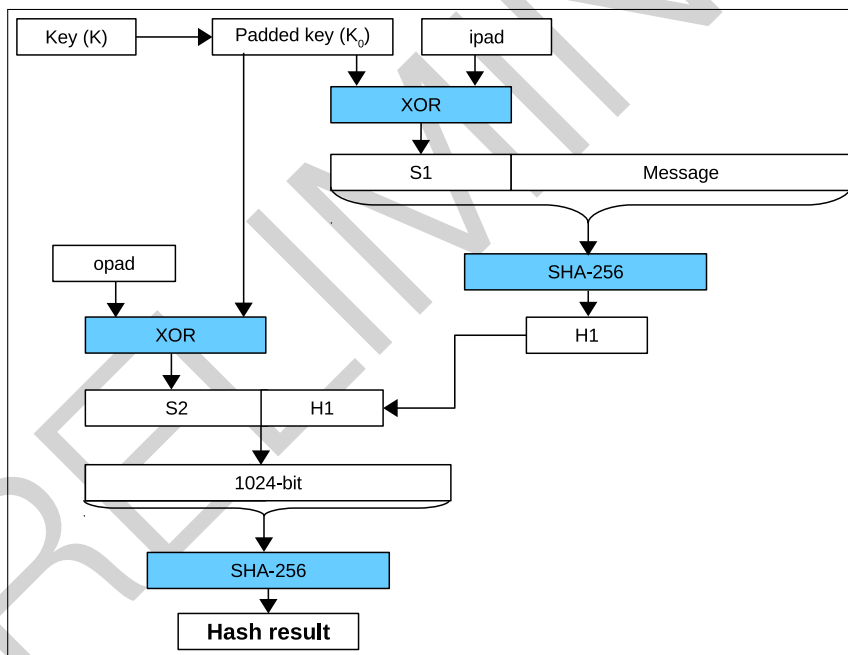 Key (K)
Padded key (K0)
ipad
XOR
S1
Message
opad
SHA-256
XOR
H1
S2
H1
1024-bit
SHA-256
Hash result
RELIMIN